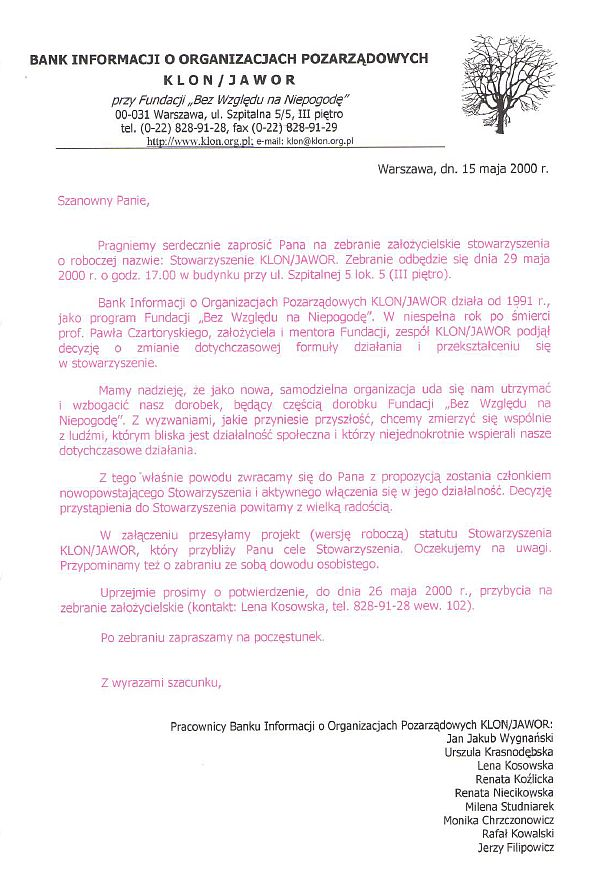 BANK INFORMACJI O ORGANIZACJACH POZARZĄDOWYCH
KLON/JAWOR
przy Fundacji „Bez Względu na Niepogodę”
00-031 Warszawa, ul. Szpitalna 5/5, III piętro
tel. (0-22) 828-91-28, fax (0-22) 828-91-29
http://www.klon.org.pl; e-mail: klon@klon.org.pl
Warszawa, dn. 15 maja 2000 r.
Szanowny Panie,
Pragniemy serdecznie zaprosić Pana na zebranie założycielskie stowarzyszenia
o roboczej nazwie: Stowarzyszenie KLON/JAWOR. Zebranie odbędzie się dnia 29 maja
2000 r. o godz. 17.00 w budynku przy ul. Szpitalnej 5 lok. 5 (III piętro).
Bank Informacji o Organizacjach Pozarządowych KLON/JAWOR działa od 1991 r.,
jako program Fundacji „Bez Względu na Niepogodę”. W niespełna rok po śmierci
prof. Pawła Czartoryskiego, założyciela i mentora Fundacji, zespół KLON/JAWOR podjął
decyzję o zmianie dotychczasowej formuły działania i przekształceniu się
w stowarzyszenie.
Mamy nadzieję, że jako nowa, samodzielna organizacja uda się nam utrzymać
i wzbogacić nasz dorobek, będący częścią dorobku Fundacji „Bez Względu na
Niepogodę”. Z wyzwaniami, jakie przyniesie przyszłość, chcemy zmierzyć się wspólnie
z ludźmi, którym bliska jest działalność społeczna i którzy niejednokrotnie wspierali nasze
dotychczasowe działania.
Z tego właśnie powodu zwracamy się do Pana z propozycją zostania członkiem
nowopowstającego Stowarzyszenia i aktywnego włączenia się w jego działalność. Decyzję
przystąpienia do Stowarzyszenia powitamy z wielką radością.
W załączeniu przesyłamy projekt (wersję roboczą) statutu Stowarzyszenia
KLON/JAWOR, który przybliży Panu cele Stowarzyszenia. Oczekujemy na uwagi.
Przypominamy też o zabraniu ze sobą dowodu osobistego.
Uprzejmie prosimy o potwierdzenie, do dnia 26 maja 2000 r., przybycia na
zebranie założycielskie (kontakt: Lena Kosowska, tel. 828-91-28 wew. 102).
Po zebraniu zapraszamy na poczęstunek.
Z wyrazami szacunku,
Pracownicy Banku Informacji o Organizacjach Pozarządowych KLON/JAWOR:
Jan Jakub Wygnański
Urszula Krasnodębska
Lena Kosowska
Renata Koźlicka
Renata Niecikowska
Milena Studniarek
Monika Chrzczonowicz
Rafał Kowalski
Jerzy Filipowicz